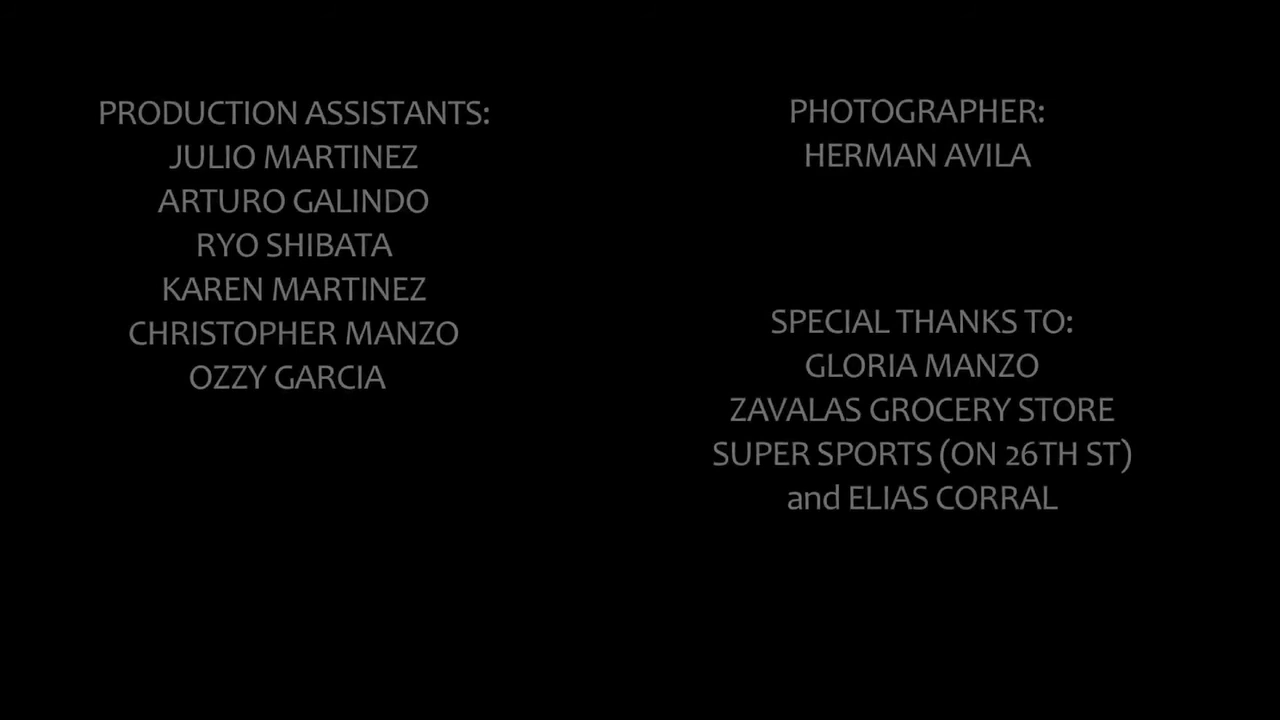 PRODUCTION ASSISTANTS:
JULIO MARTINEZ
ARTURO GALINDO
RYO SHIBATA
KAREN MARTINEZ
CHRISTOPHER MANZO
OZZY GARCIA
PHOTOGRAPHER:
HERMAN AVILA
SPECIAL THANKS TO:
GLORIA MANZO
ZAVALAS GROCERY STORE
SUPER SPORTS (ON 26TH ST)
and ELIAS CORRAL